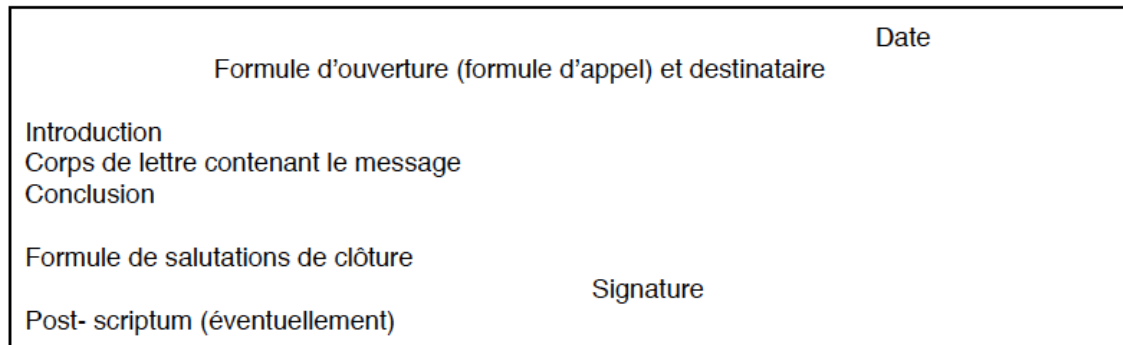 Date
Formule d'ouverture (formule d'appel) et destinataire
Introduction
Corps de lettre contenant le message
Conclusion
Formule de salutations de clôture
Signature
Post- scriptum (éventuellement)